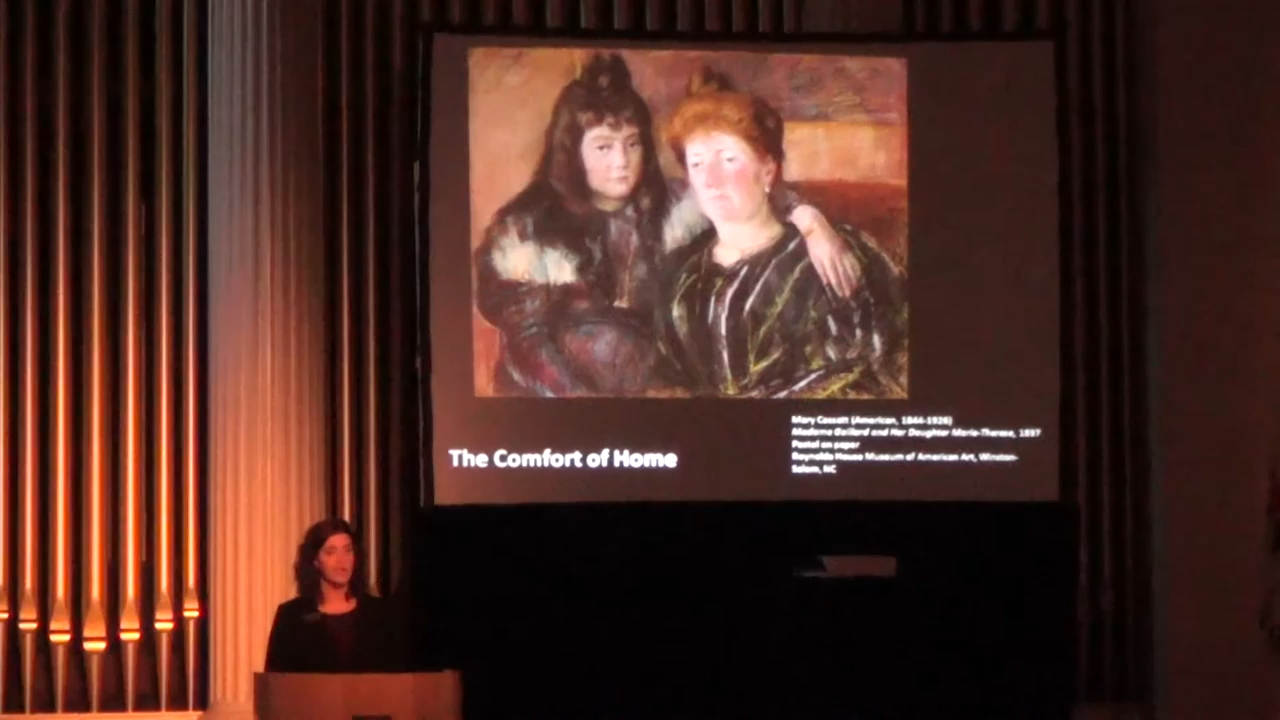 The Comfort of Home
Mary Cassatt (American, 1844-1926)
Madame Gaillard and Her Daughter Marie-Therese, 1897
Pastel on paper
Reynolda House Museum of American Art, Winston-
Salem, NC